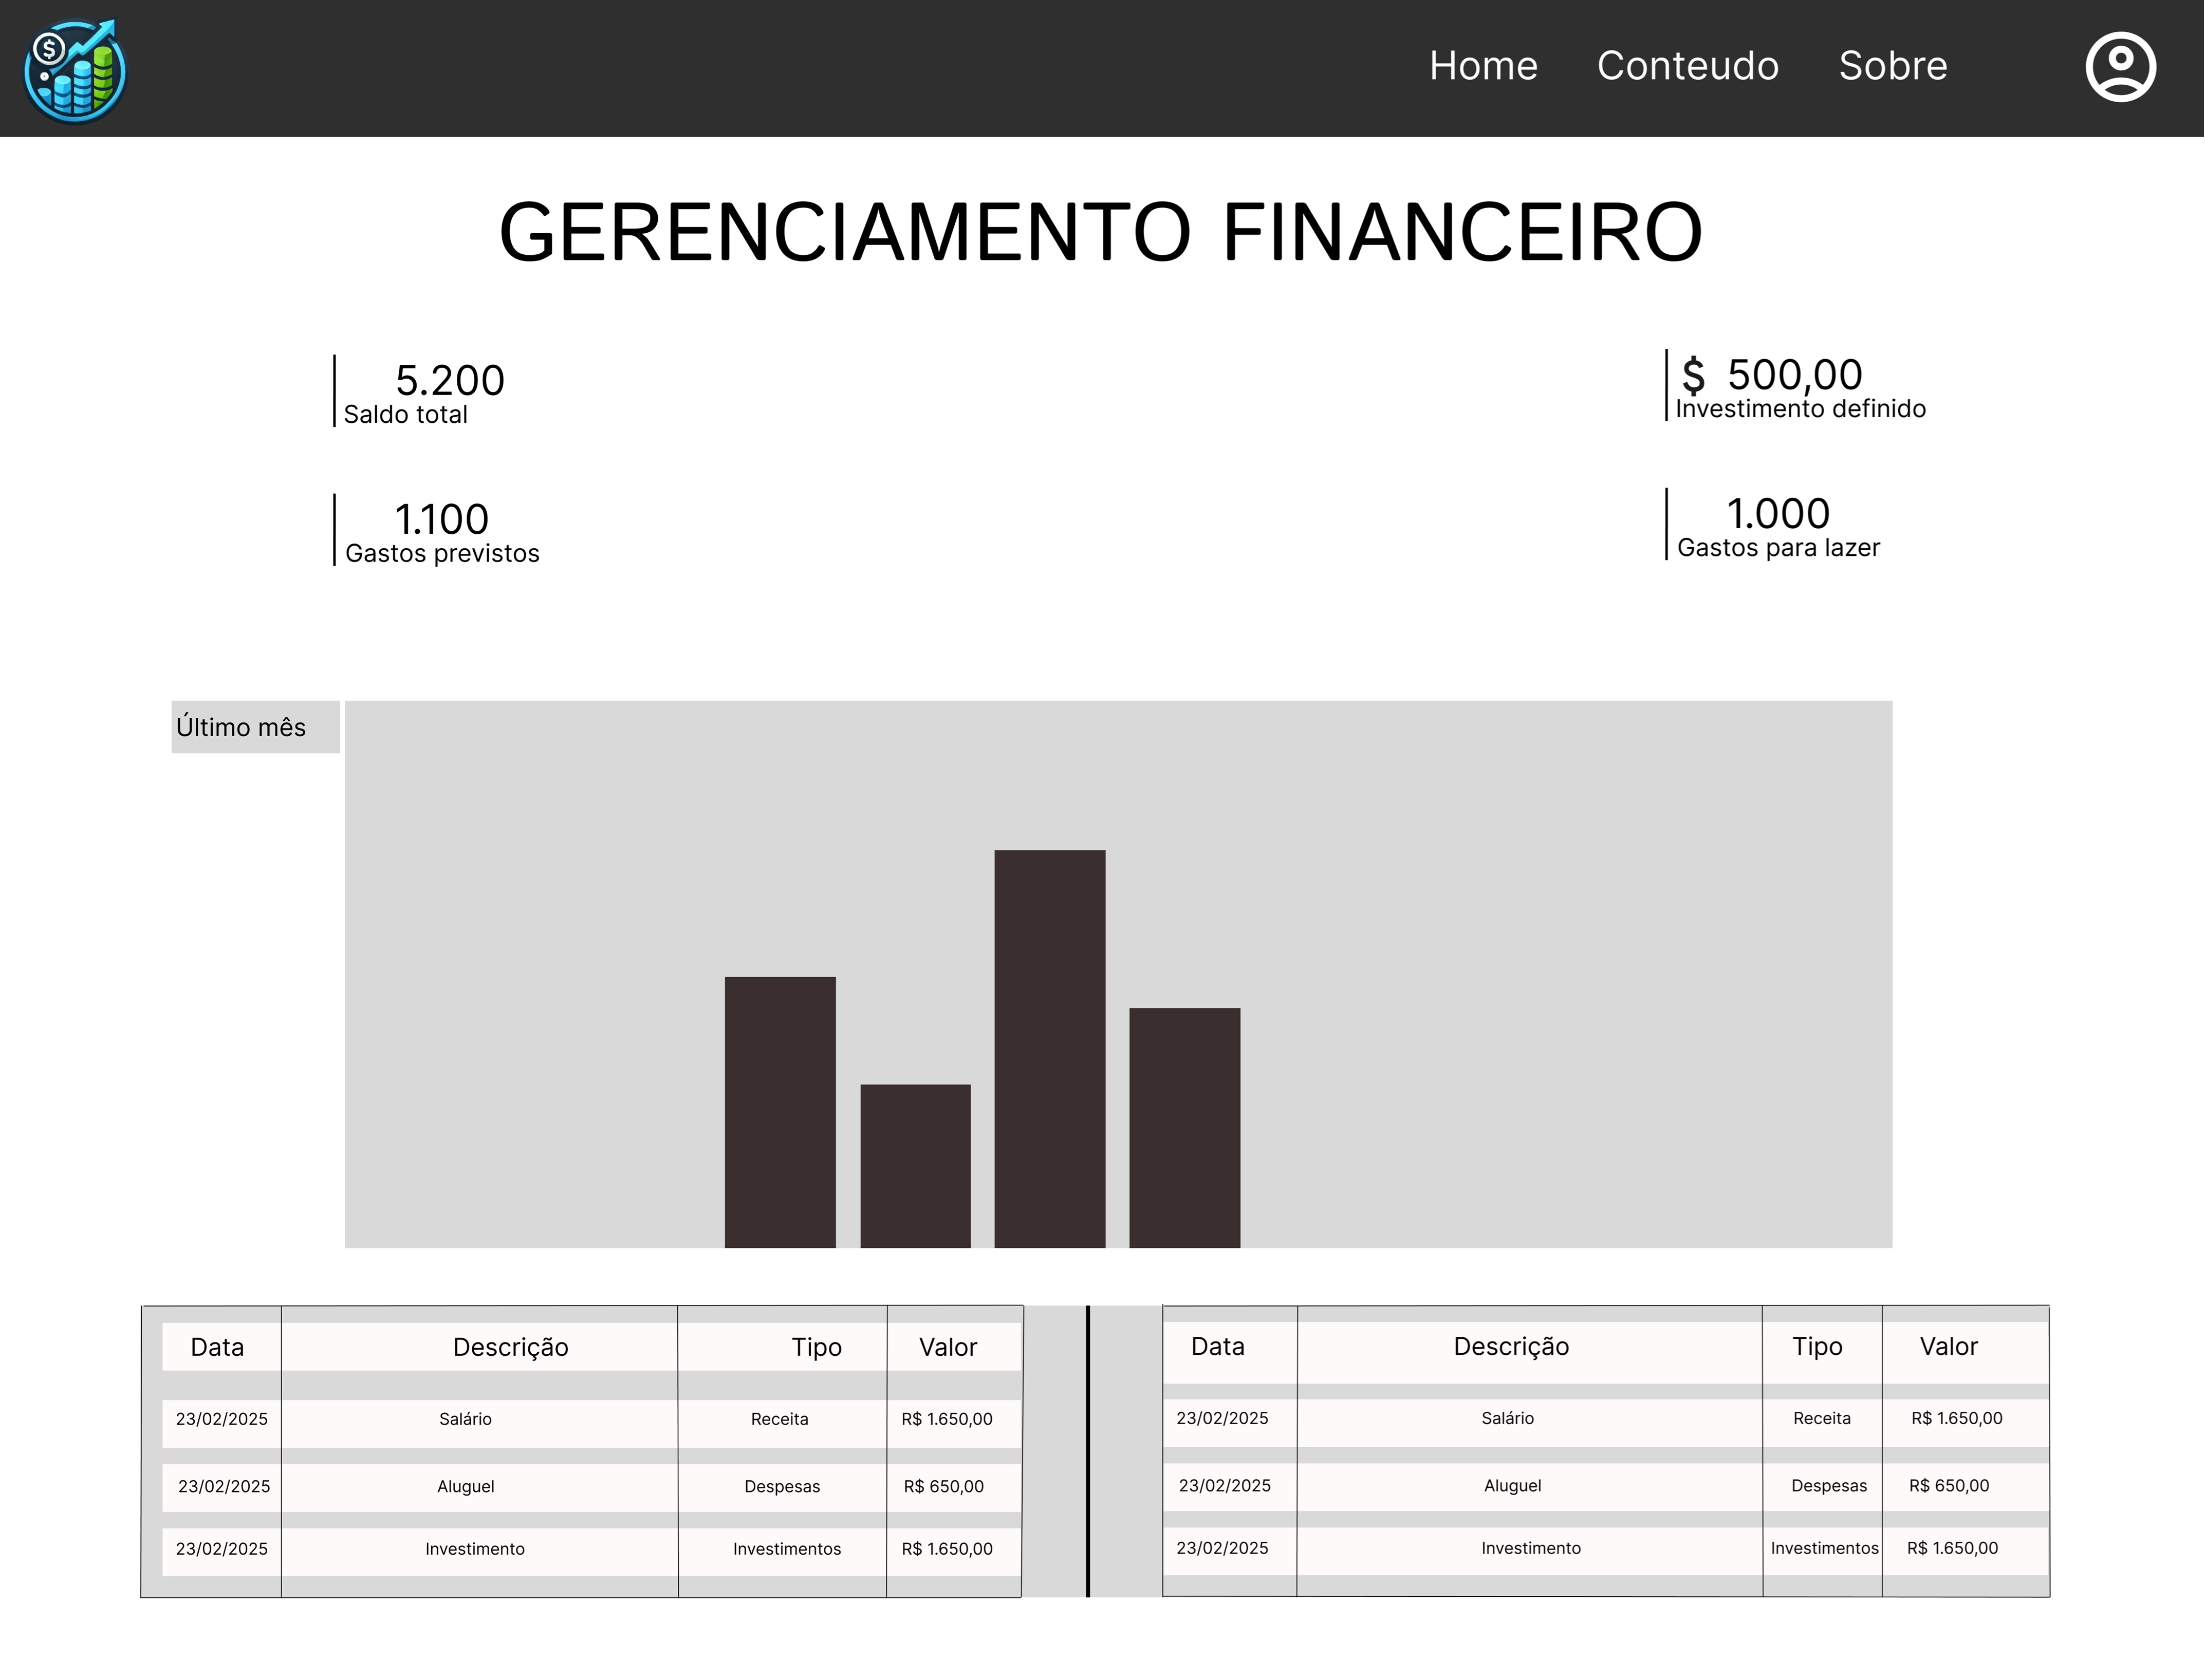 $
Home Conteudo Sobre
GERENCIAMENTO FINANCEIRO
5.200
Saldo total
$ 500,00
Investimento definido
1.100
Gastos previstos
1.000
Gastos para lazer
Último mês
Data Descrição Tipo Valor
23/02/2025 Salário Receita R$ 1.650,00
23/02/2025 Aluguel Despesas R$ 650,00
23/02/2025 Investimento Investimentos R$ 1.650,00
Data Descrição Tipo Valor
23/02/2025 Salário Receita R$ 1.650,00
23/02/2025 Aluguel Despesas R$ 650,00
23/02/2025 Investimento Investimentos R$ 1.650,00